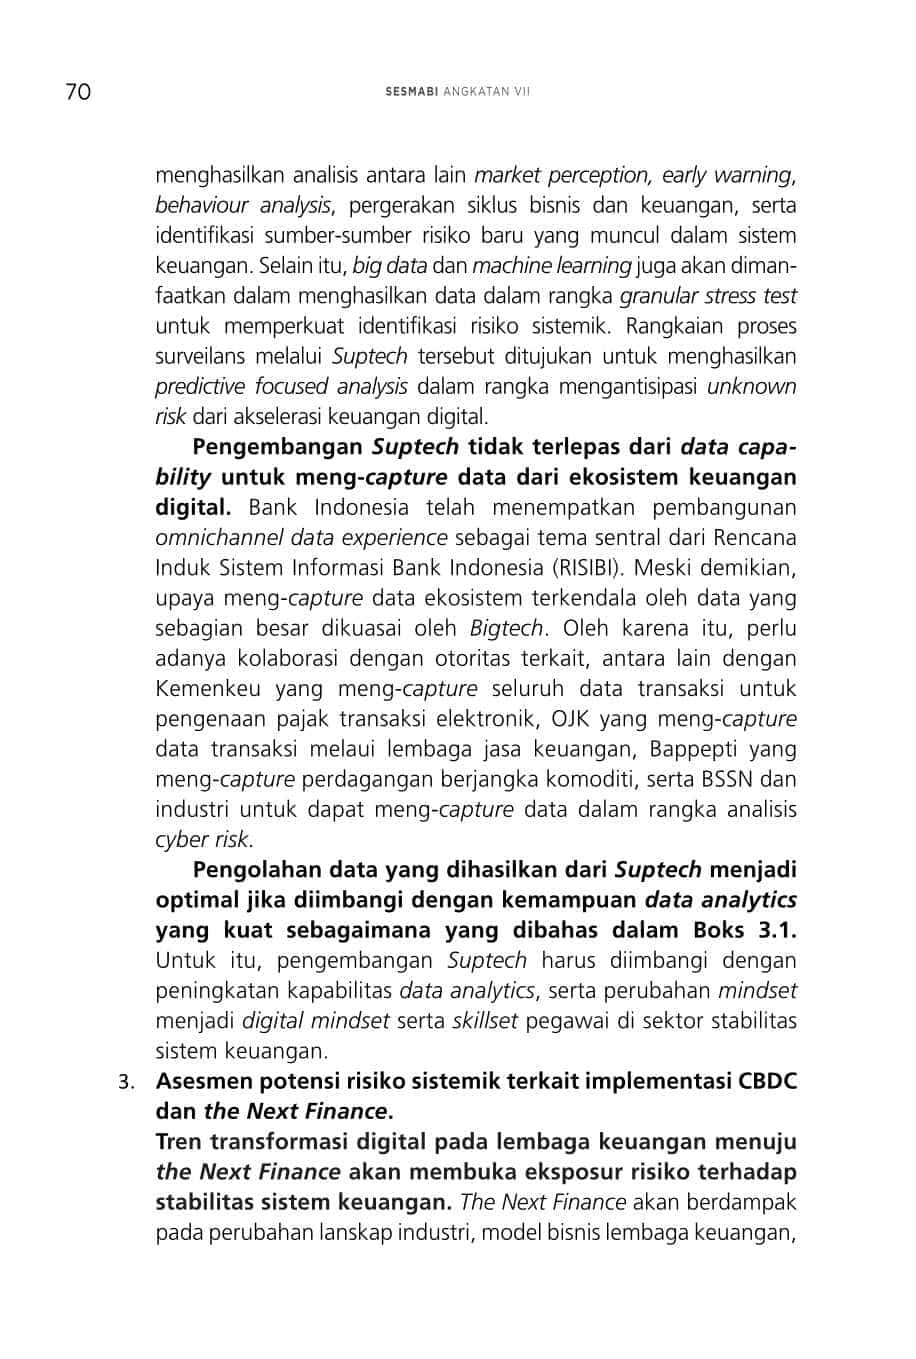 70
SESMABI ANGKATAN VII
menghasilkan analisis antara lain market perception, early warning,
behaviour analysis, pergerakan siklus bisnis dan keuangan, serta
identifikasi sumber-sumber risiko baru yang muncul dalam sistem
keuangan. Selain itu, big data dan machine learning juga akan diman-
faatkan dalam menghasilkan data dalam rangka granular stress test
untuk memperkuat identifikasi risiko sistemik. Rangkaian proses
surveilans melalui Suptech tersebut ditujukan untuk menghasilkan
predictive focused analysis dalam rangka mengantisipasi unknown
risk dari akselerasi keuangan digital.
Pengembangan Suptech tidak terlepas dari data capa-
bility untuk meng-capture data dari ekosistem keuangan
digital. Bank Indonesia telah menempatkan pembangunan
omnichannel data experience sebagai tema sentral dari Rencana
Induk Sistem Informasi Bank Indonesia (RISIBI). Meski demikian,
upaya meng-capture data ekosistem terkendala oleh data yang
sebagian besar dikuasai oleh Bigtech. Oleh karena itu, perlu
adanya kolaborasi dengan otoritas terkait, antara lain dengan
Kemenkeu yang meng-capture seluruh data transaksi untuk
pengenaan pajak transaksi elektronik, OJK yang meng-capture
data transaksi melaui lembaga jasa keuangan, Bappepti yang
meng-capture perdagangan berjangka komoditi, serta BSSN dan
industri untuk dapat meng-capture data dalam rangka analisis
cyber risk.
Pengolahan data yang dihasilkan dari Suptech menjadi
optimal jika diimbangi dengan kemampuan data analytics
yang kuat sebagaimana yang dibahas dalam Boks 3.1.
Untuk itu, pengembangan Suptech harus diimbangi dengan
peningkatan kapabilitas data analytics, serta perubahan mindset
menjadi digital mindset serta skillset pegawai di sektor stabilitas
sistem keuangan.
3. Asesmen potensi risiko sistemik terkait implementasi CBDC
dan the Next Finance.
Tren transformasi digital pada lembaga keuangan menuju
the Next Finance akan membuka eksposur risiko terhadap
stabilitas sistem keuangan. The Next Finance akan berdampak
pada perubahan lanskap industri, model bisnis lembaga keuangan,